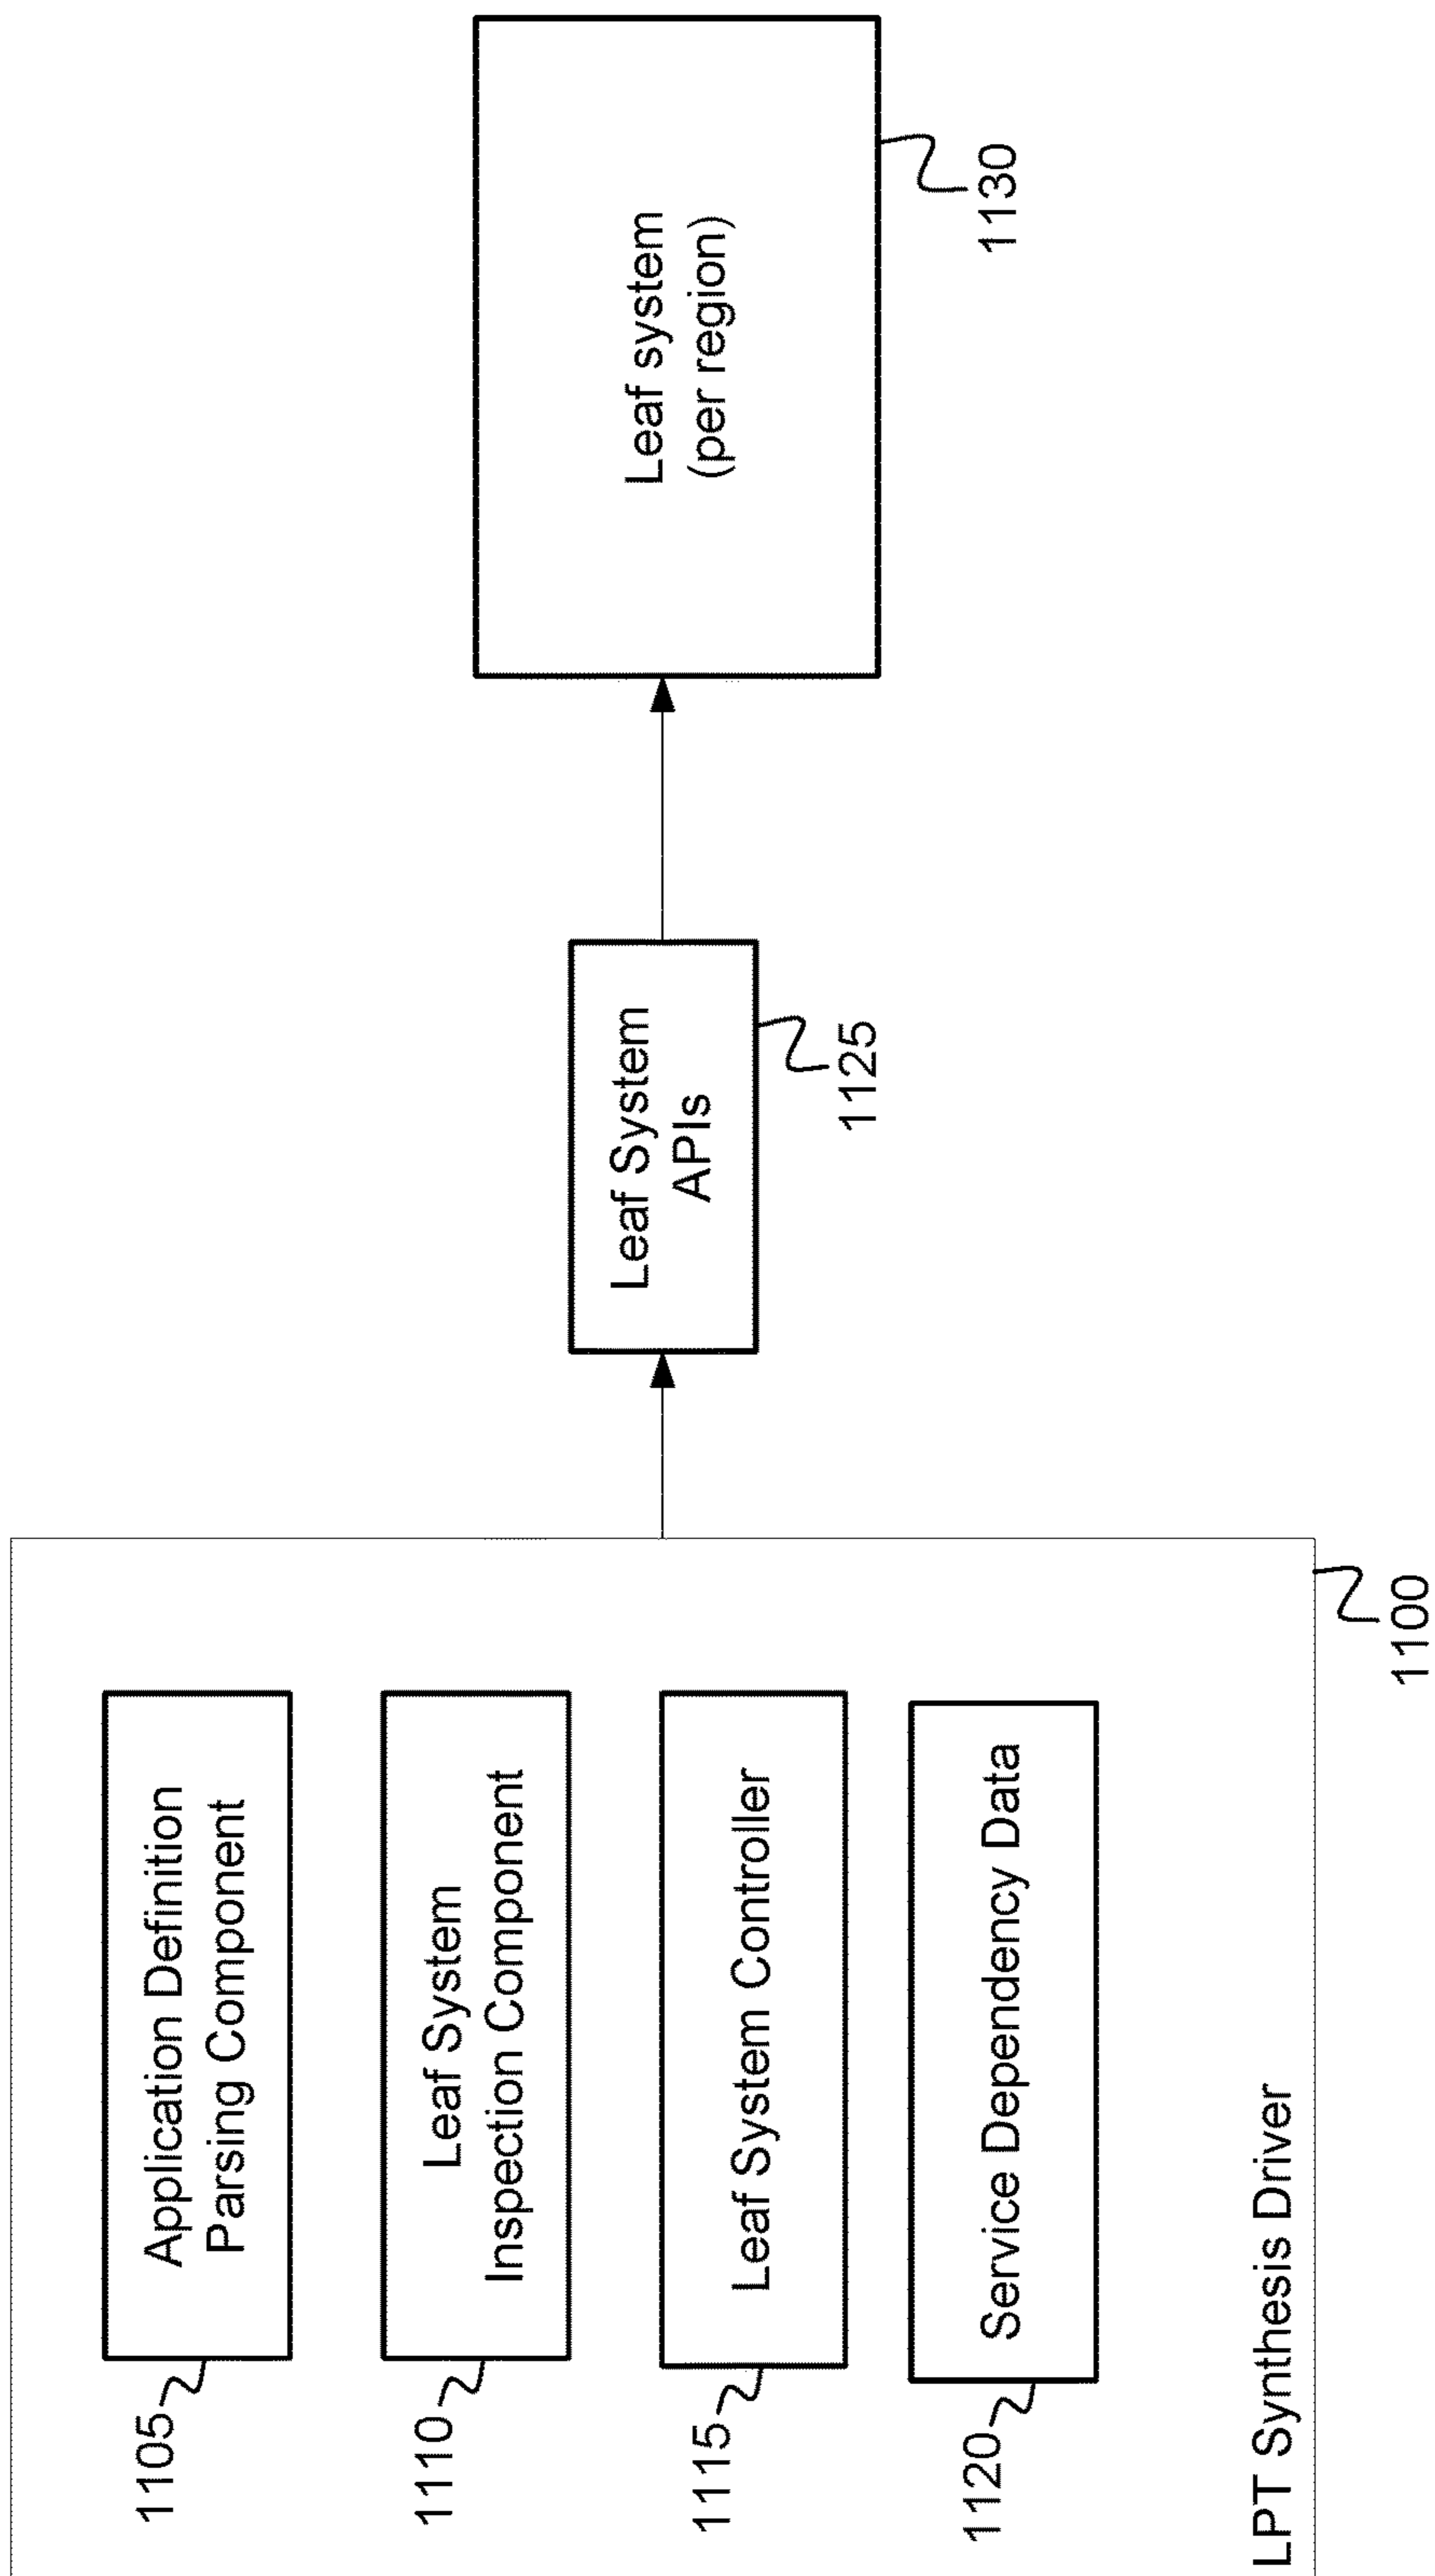 1105
Application Definition
Parsing Component
1110
Leaf System
Inspection Component
1115
Leaf System Controller
1120
Service Dependency Data
LPT Synthesis Driver
1100
Leaf System
APIs
1125
Leaf system
(per region)
1130